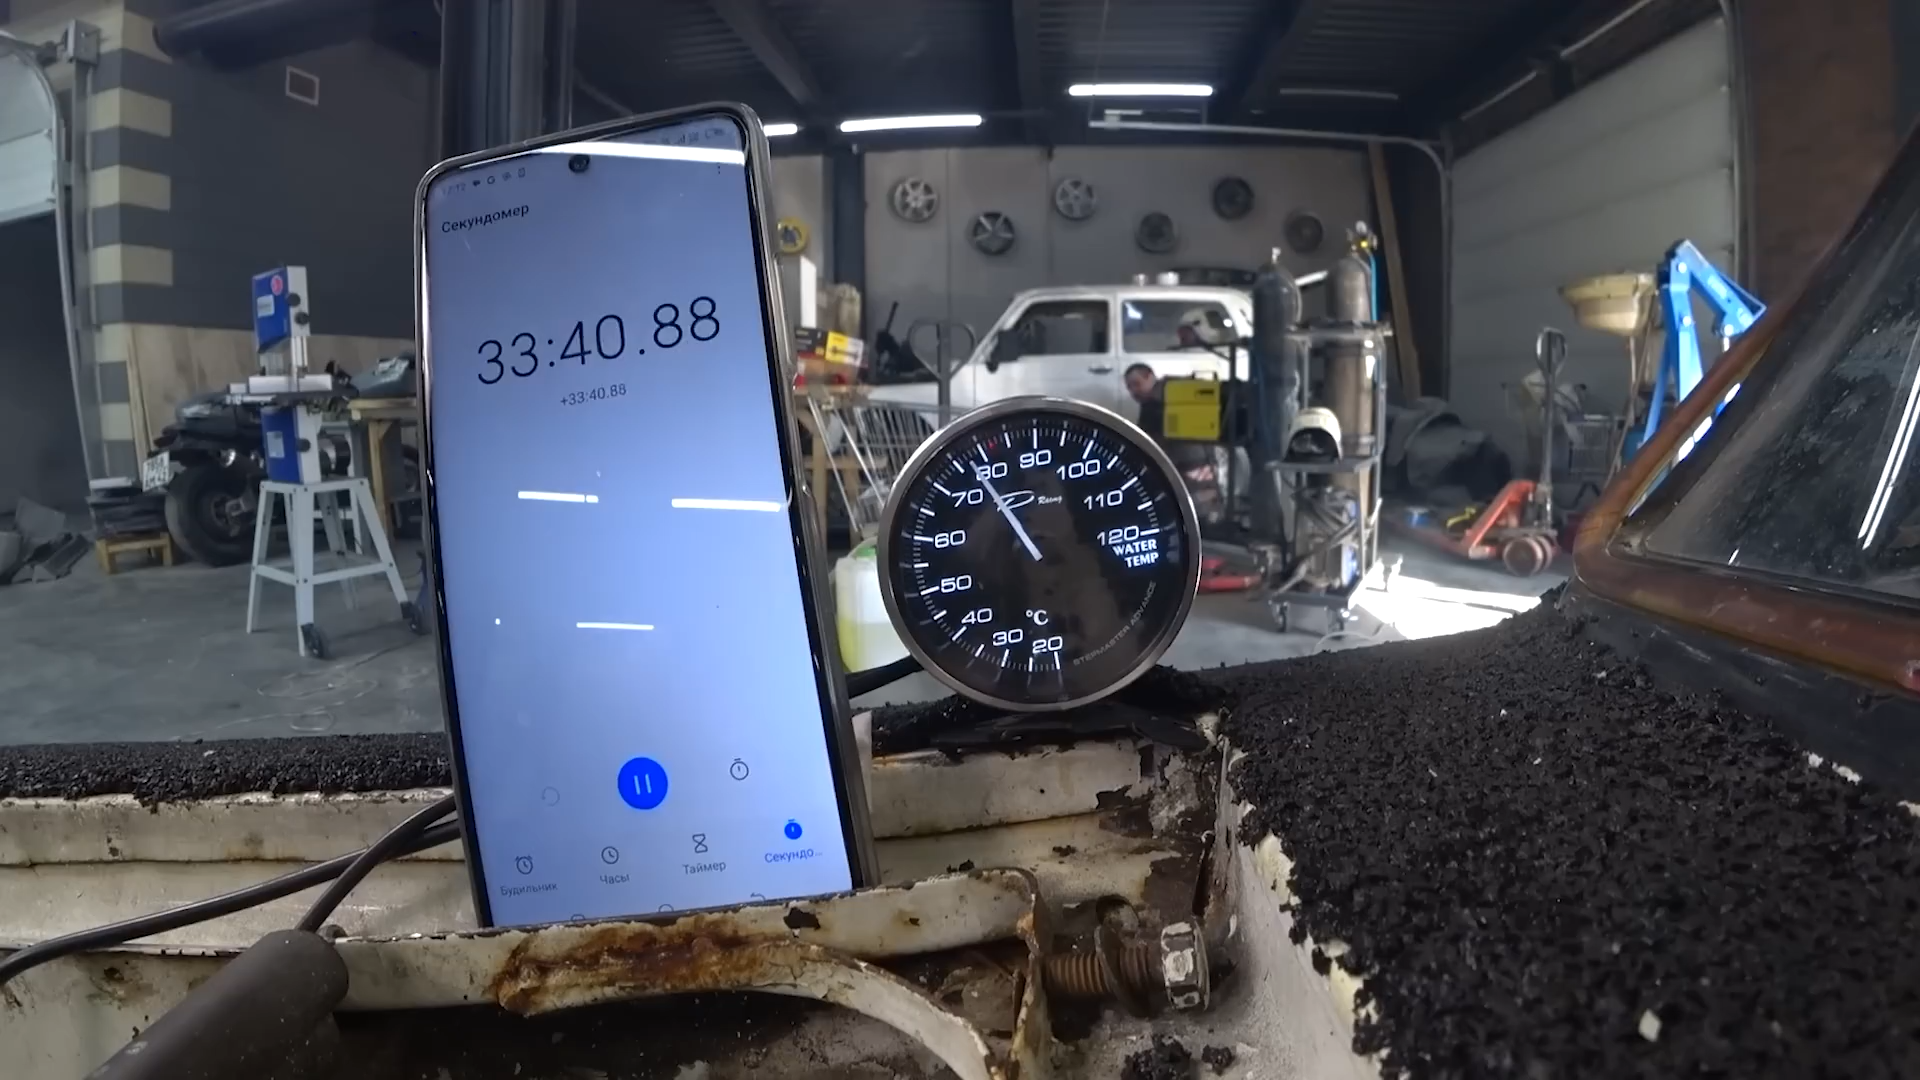 Секундомер
33:40.88
+33:40.88
Будильник
Часы
Таймер
Секундо...
20
30
40
50
60
70
80
90
100
110
120
Racing
WATER
TEMP
°C